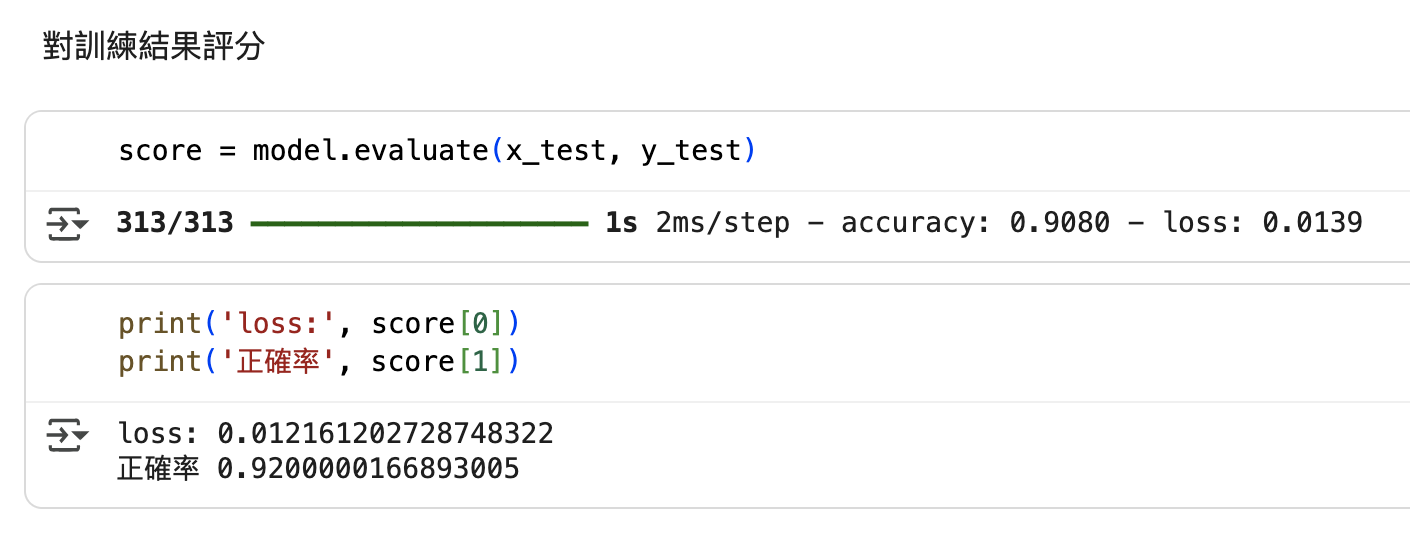 對訓練結果評分
score = model.evaluate(x_test, y_test)
313/313 ━━━━━━━━━━━━━━━━━━━━ 1s 2ms/step - accuracy: 0.9080 - loss: 0.0139
print('loss:', score[0])
print('正確率', score[1])
loss: 0.012161202728748322
正確率 0.9200000166893005